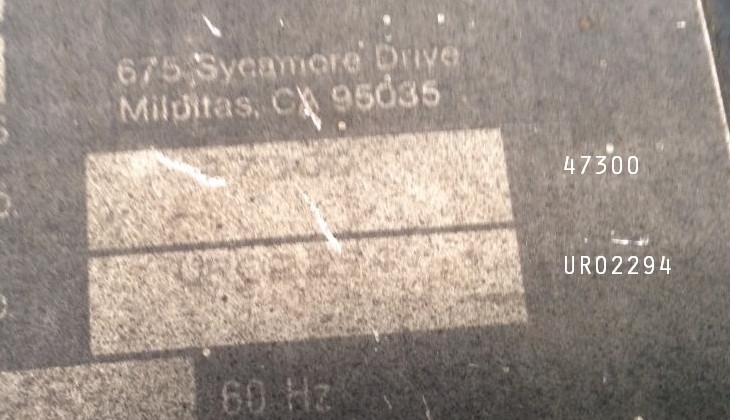 675 Sycamore Drive
Milpitas, CA 95035
47300
UR02294
60 Hz